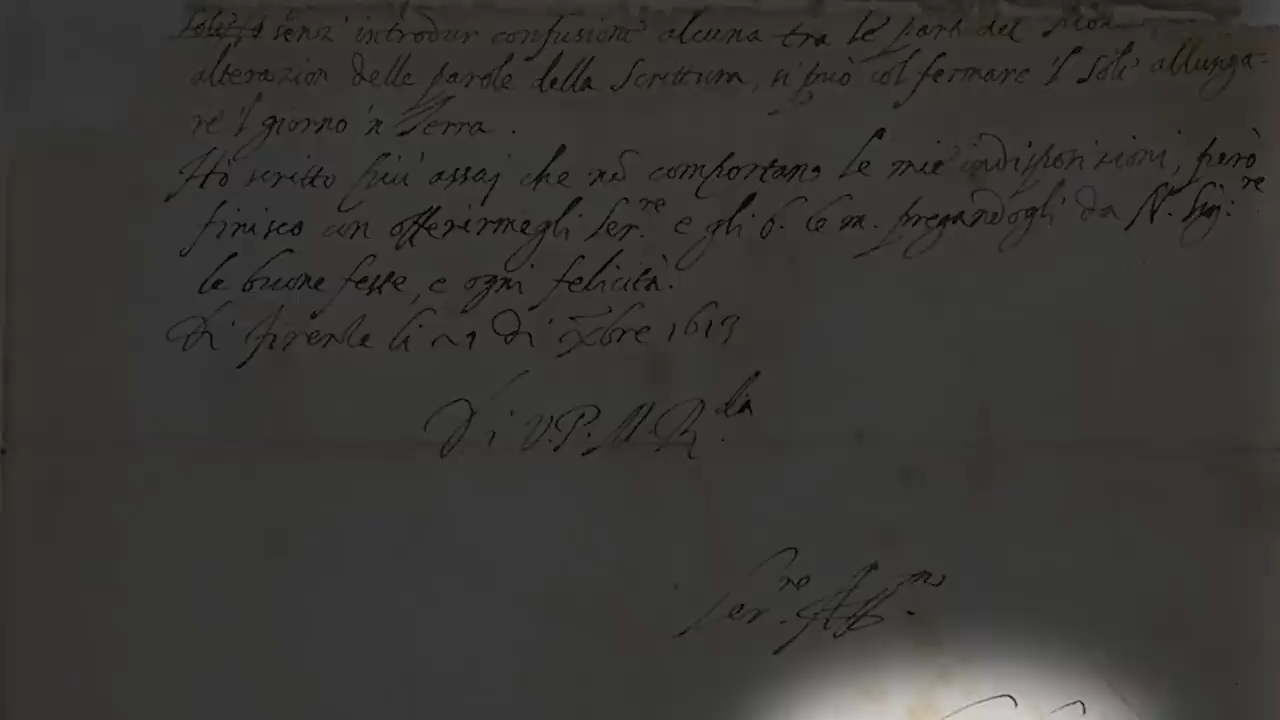 senz' introdur confusione alcuna tra le parti del
alterazion delle parole della Scrittura, si può col fermare 'l Sole allunga-
re 'l giorno 'n Terra.
Ho scritto più assai che nõ comportano le mie indisposizioni, però
finisco con offerirmegli Ser.re e gli b. le m. pregandogli da N. Sig.re
le buone feste, e ogni felicità.
Di Firenze li 21 di Xbre 1613
Di V. P. M. R.da
Ser.re Aff.mo